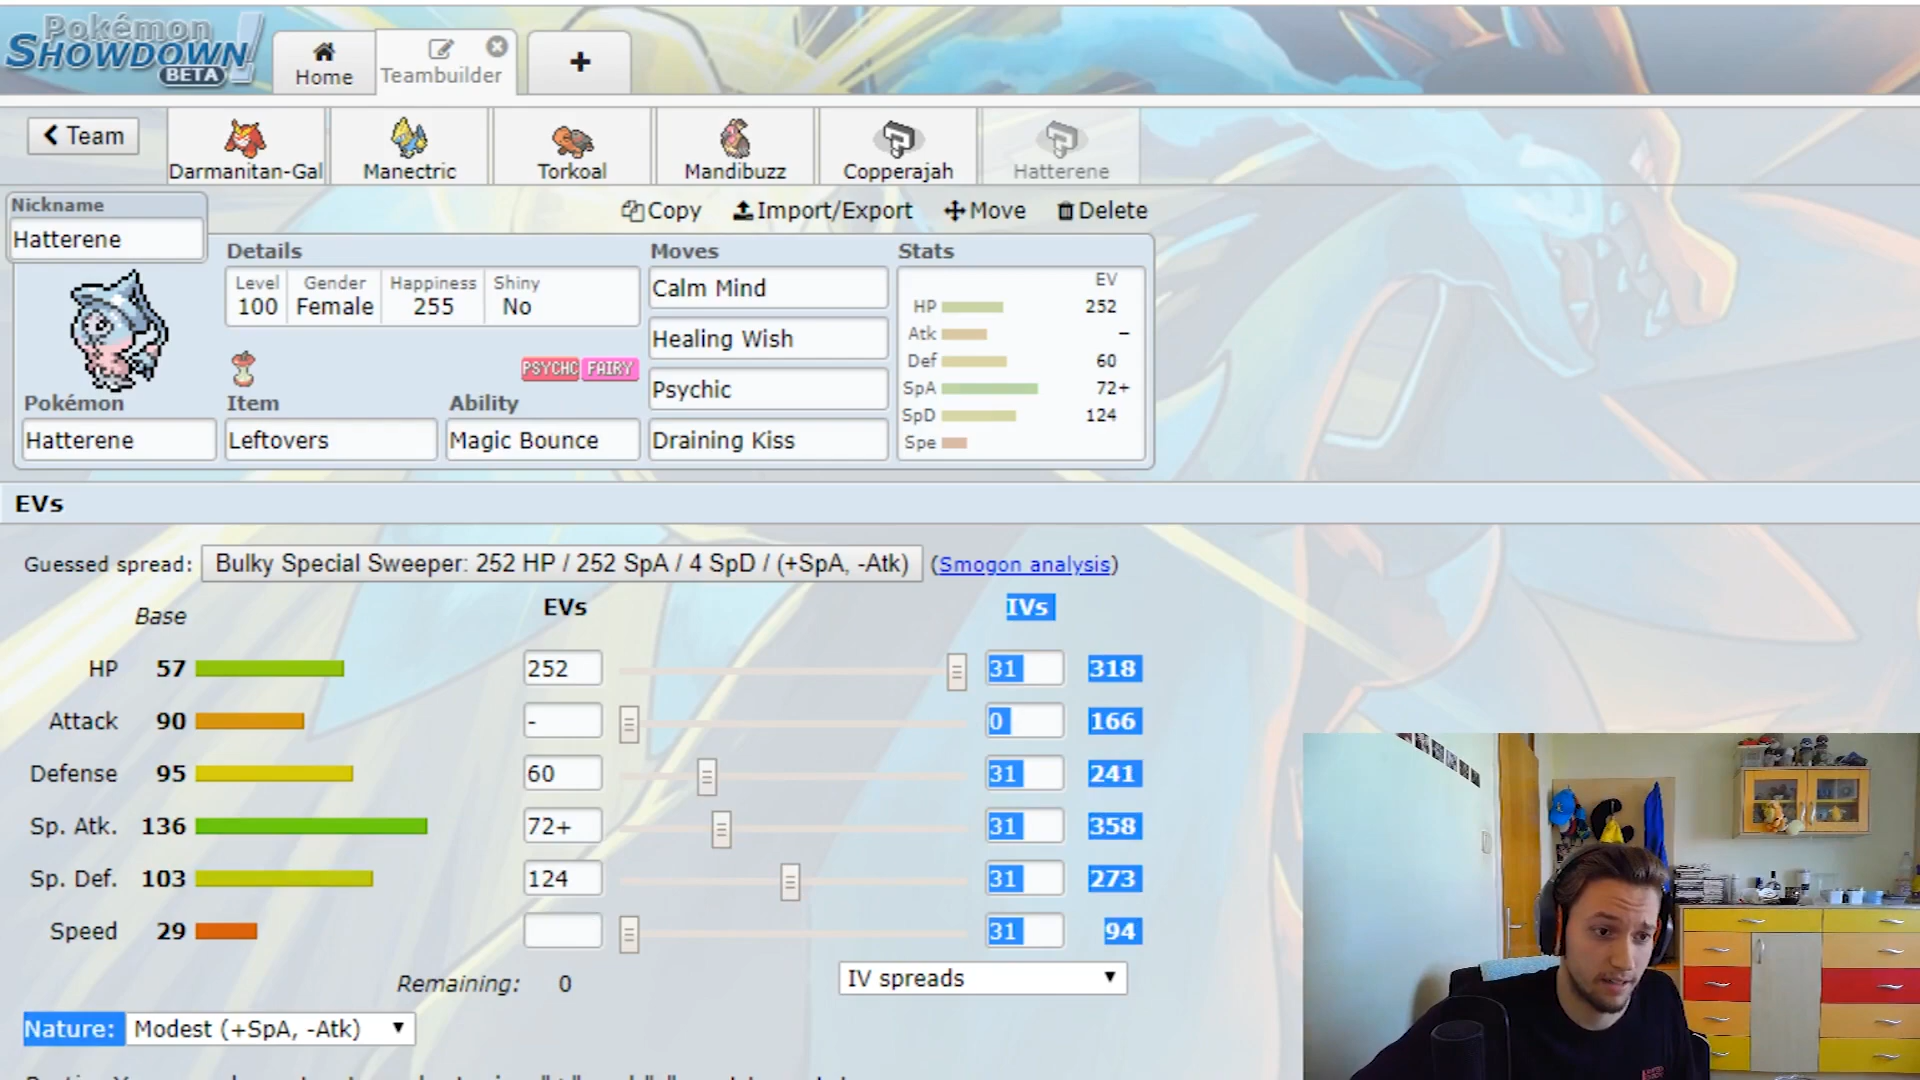 Pokémon
SHOWDOWN!
BETA
Home
Teambuilder
+
Team
Darmanitan-Gal
Manectric
Torkoal
Mandibuzz
Copperajah
Hatterene
Nickname
Hatterene
Copy
Import/Export
Move
Delete
Details
Level
100
Gender
Female
Happiness
255
Shiny
No
PSYCHC
FAIRY
Pokémon
Hatterene
Item
Leftovers
Ability
Magic Bounce
Moves
Calm Mind
Healing Wish
Psychic
Draining Kiss
Stats
EV
HP 252
Atk –
Def 60
SpA 72+
SpD 124
Spe
EVs
Guessed spread: Bulky Special Sweeper: 252 HP / 252 SpA / 4 SpD / (+SpA, -Atk) (Smogon analysis)
Base EVs IVs
HP 57 252 31 318
Attack 90 - 0 166
Defense 95 60 31 241
Sp. Atk. 136 72+ 31 358
Sp. Def. 103 124 31 273
Speed 29 31 94
Remaining: 0
IV spreads
Nature: Modest (+SpA, -Atk)